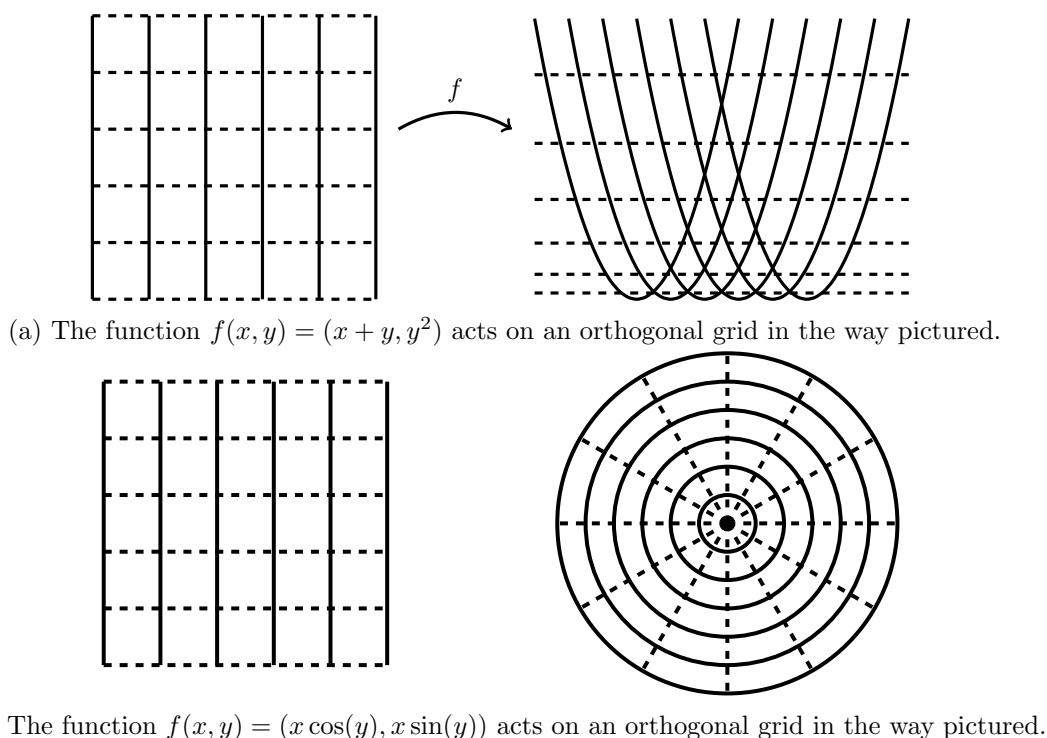 f
(a) The function f(x, y) = (x + y, y²) acts on an orthogonal grid in the way pictured.
The function f(x, y) = (x cos(y), x sin(y)) acts on an orthogonal grid in the way pictured.